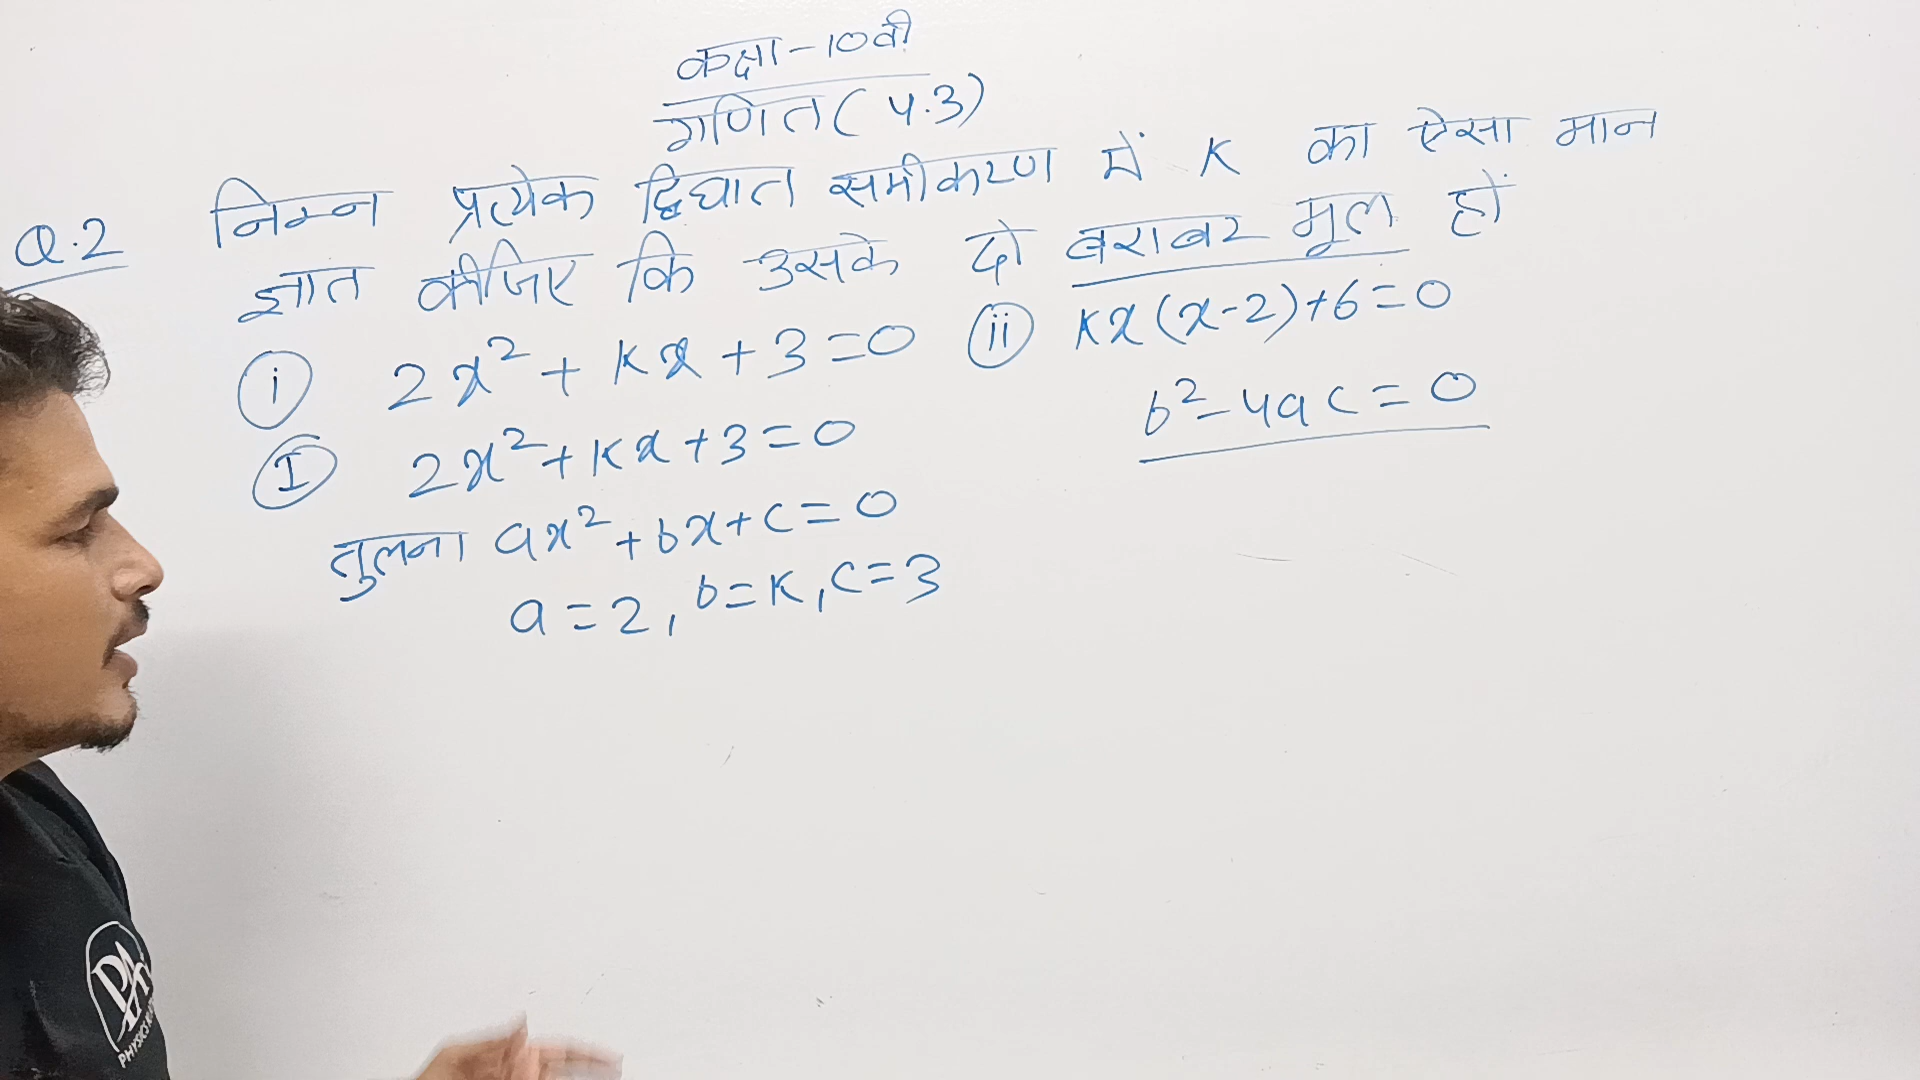 कक्षा-10वी
गणित (4.3)
Q.2 निम्न प्रत्येक द्विघात समीकरण में K का ऐसा मान
ज्ञात कीजिए कि उसके दो बराबर मूल हों
(i) 2x² + Kx + 3 = 0 (ii) Kx(x-2)+6=0
b²-4ac=0
(I) 2x²+Kx+3=0
तुलना ax²+bx+c=0
a=2, b=K, c=3
PHYSICS